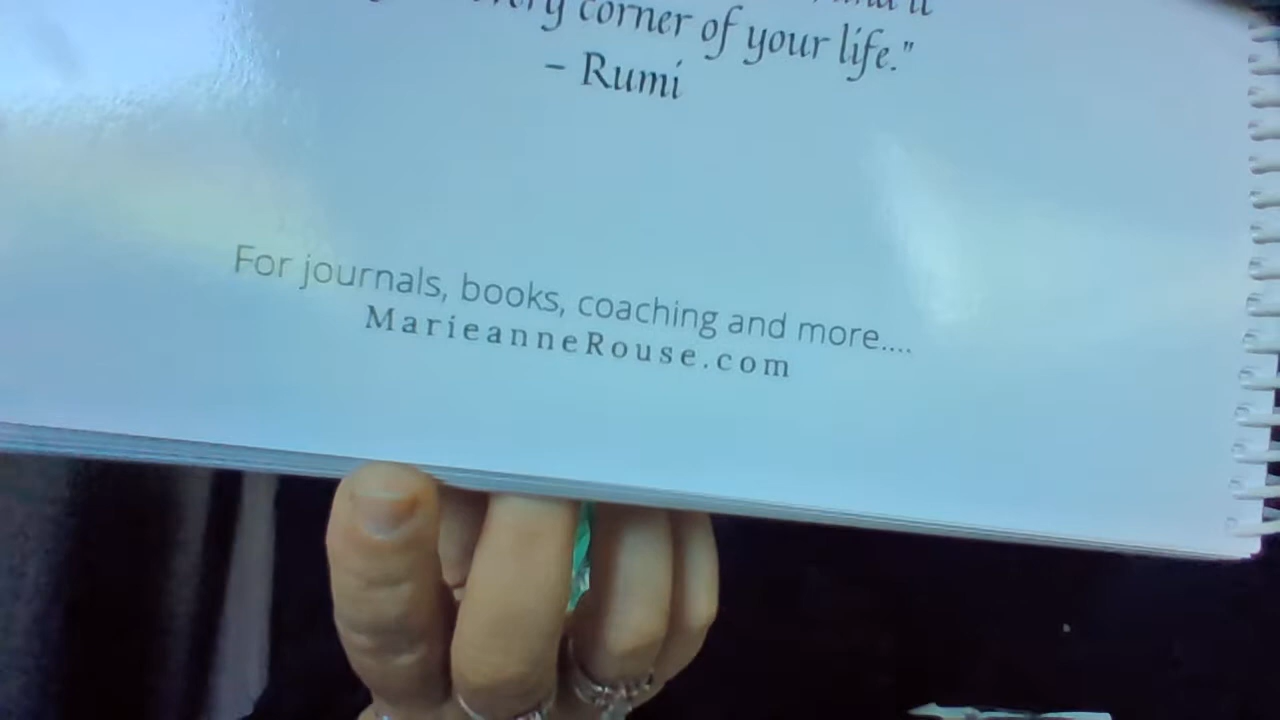 corner of your life."
– Rumi
For journals, books, coaching and more....
MarieanneRouse.com